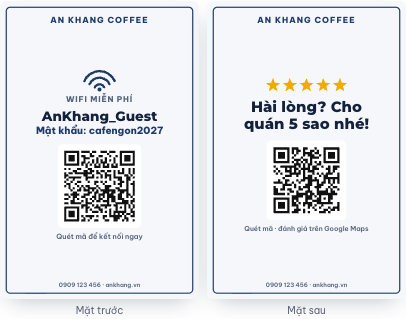 AN KHANG COFFEE
WIFI MIỄN PHÍ
AnKhang_Guest
Mật khẩu: cafengon2027
Quét mã để kết nối ngay
0909 123 456 · ankhang.vn
Mặt trước
AN KHANG COFFEE
Hài lòng? Cho
quán 5 sao nhé!
Quét mã · đánh giá trên Google Maps
0909 123 456 · ankhang.vn
Mặt sau